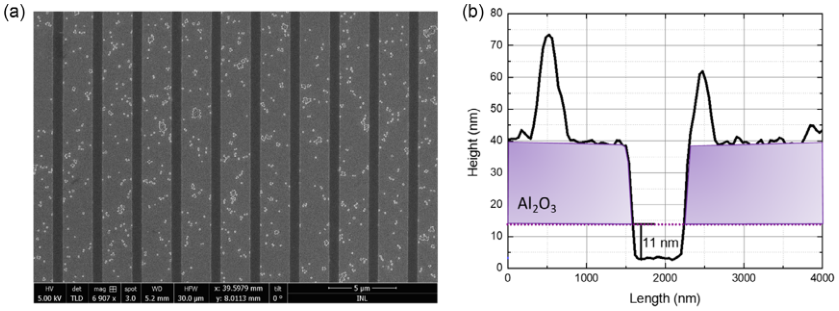 (a)
HV det mag ⊞ spot WD HFW x: 39.5979 mm tilt
5.00 kV TLD 6 907 x 3.0 5.2 mm 30.0 µm y: 8.0113 mm 0 ° INL
5 µm
(b)
80
70
60
50
40
30
20
10
0
Height (nm)
Al₂O₃
11 nm
0 1000 2000 3000 4000
Length (nm)